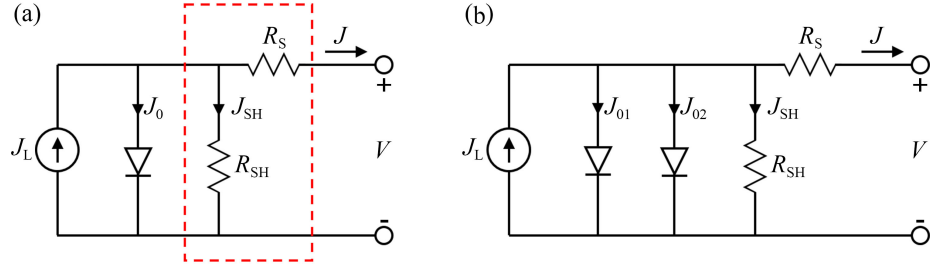 (a)
R_S
J
+
J_L
J_0
J_SH
R_SH
V
-
(b)
R_S
J
+
J_L
J_01
J_02
J_SH
R_SH
V
-